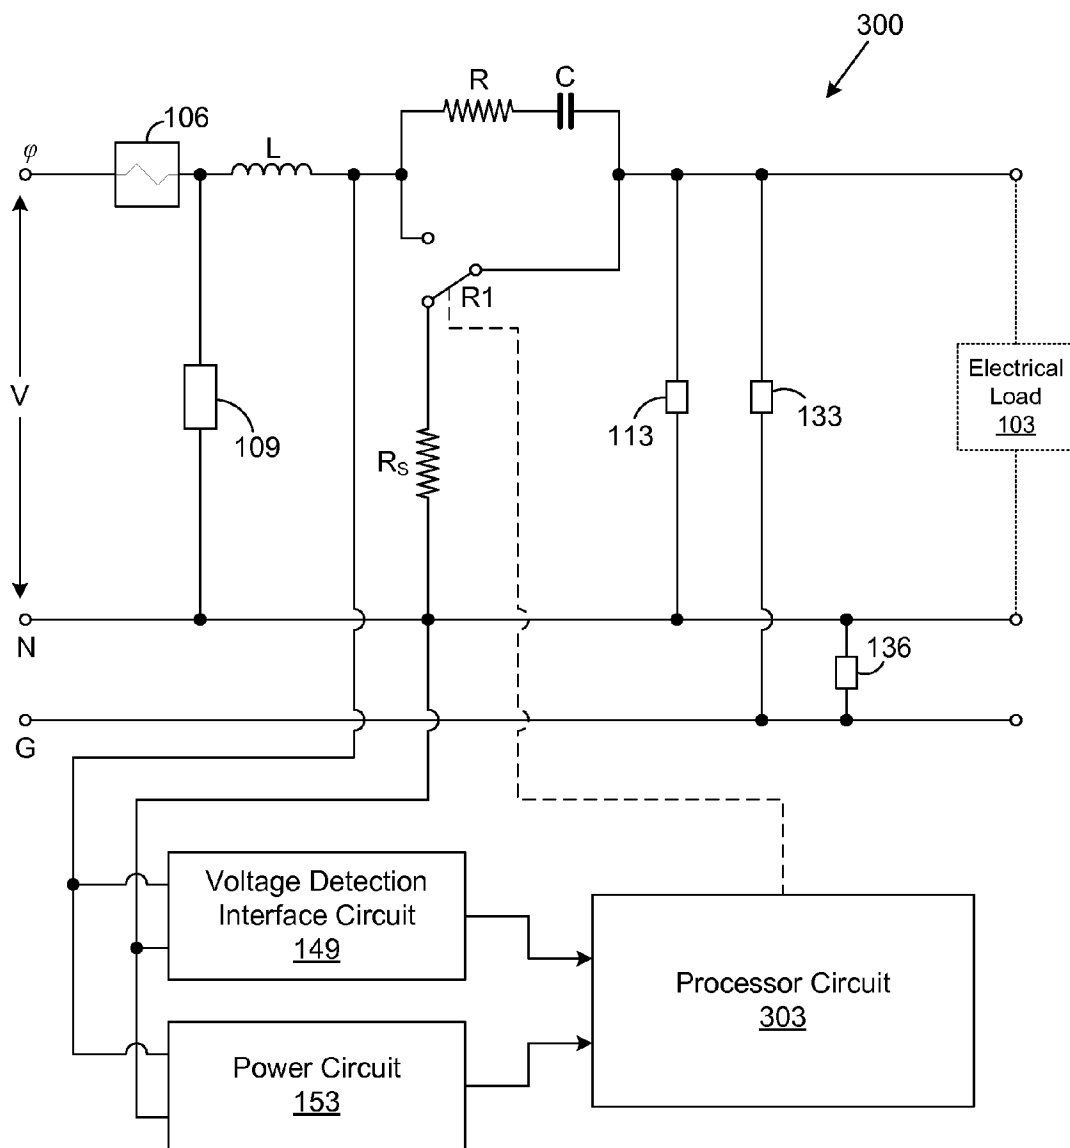 300
R
C
106
φ
L
R1
V
109
113
133
Electrical
Load
103
RS
N
136
G
Voltage Detection
Interface Circuit
149
Processor Circuit
303
Power Circuit
153